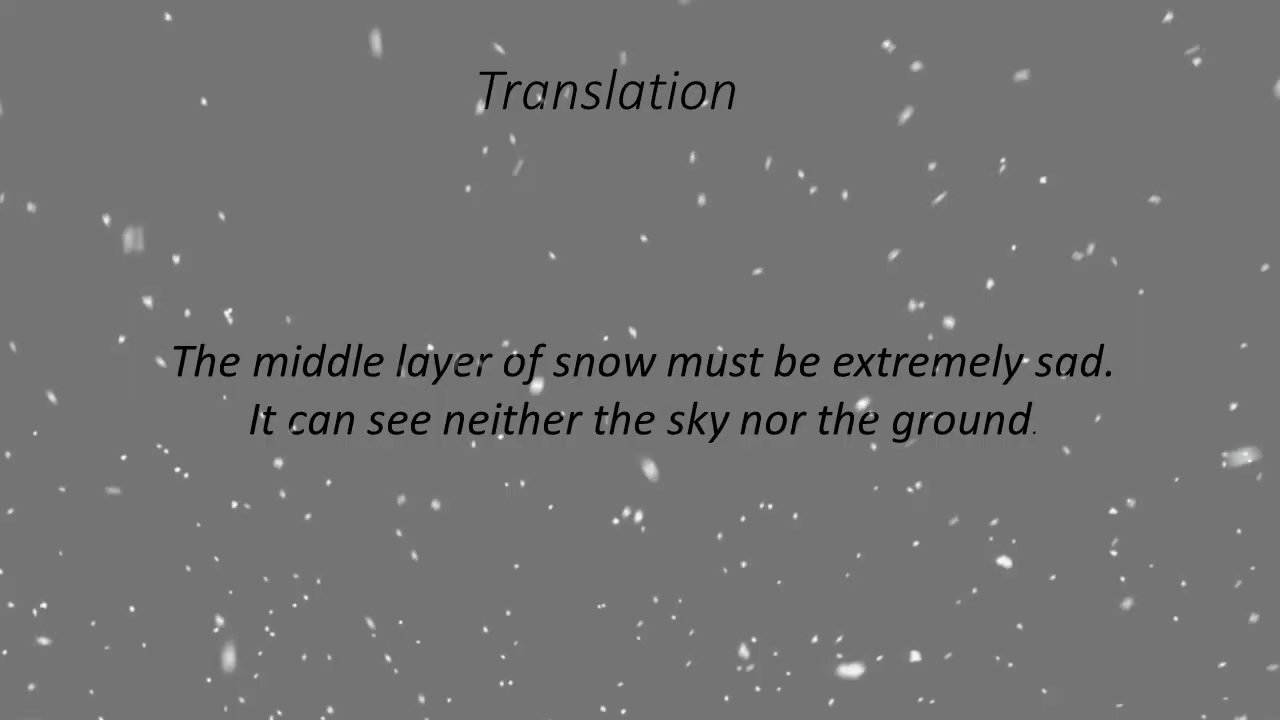 Translation
The middle layer of snow must be extremely sad.
It can see neither the sky nor the ground.